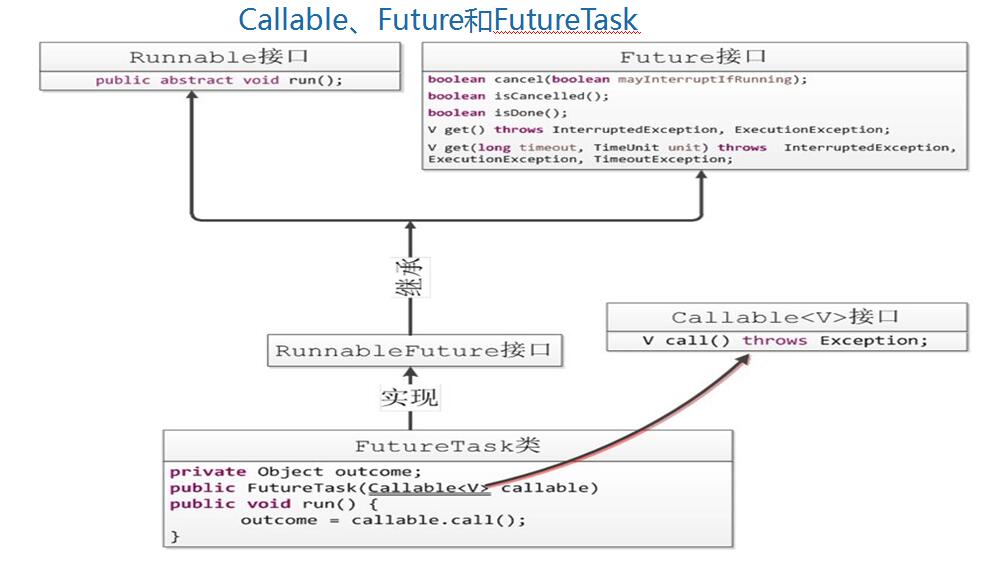 Callable、Future和FutureTask
Runnable接口
public abstract void run();
Future接口
boolean cancel(boolean mayInterruptIfRunning);
boolean isCancelled();
boolean isDone();
V get() throws InterruptedException, ExecutionException;
V get(long timeout, TimeUnit unit) throws InterruptedException,
ExecutionException, TimeoutException;
继承
RunnableFuture接口
Callable<V>接口
V call() throws Exception;
实现
FutureTask类
private Object outcome;
public FutureTask(Callable<V> callable)
public void run() {
outcome = callable.call();
}